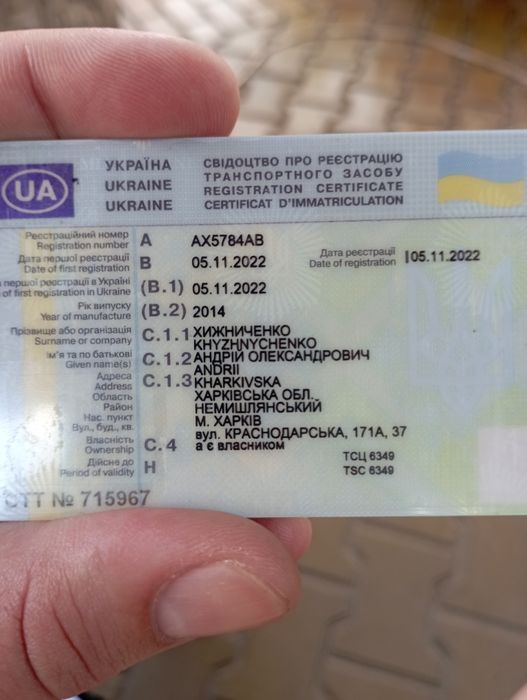 UA
УКРАЇНА
UKRAINE
UKRAINE
СВІДОЦТВО ПРО РЕЄСТРАЦІЮ
ТРАНСПОРТНОГО ЗАСОБУ
REGISTRATION CERTIFICATE
CERTIFICAT D'IMMATRICULATION
Реєстраційний номер
Registration number A AX5784AB
Дата першої реєстрації
Date of first registration B 05.11.2022
Дата реєстрації
Date of registration 05.11.2022
першої реєстрації в Україні
of first registration in Ukraine (B.1) 05.11.2022
Рік випуску
Year of manufacture (B.2) 2014
Прізвище або організація
Surname or company C.1.1 ХИЖНИЧЕНКО
KHYZHNYCHENKO
Ім'я та по батькові
Given name(s) C.1.2 АНДРІЙ ОЛЕКСАНДРОВИЧ
ANDRII
Адреса
Address C.1.3 KHARKIVSKA
Область ХАРКІВСЬКА ОБЛ.
Район НЕМИШЛЯНСЬКИЙ
Нас. пункт М. ХАРКІВ
Вул., буд., кв. вул. КРАСНОДАРСЬКА, 171А, 37
Власність
Ownership C.4 а є власником
Дійсне до
Period of validity H
ТСЦ 6349
TSC 6349
СТТ № 715967